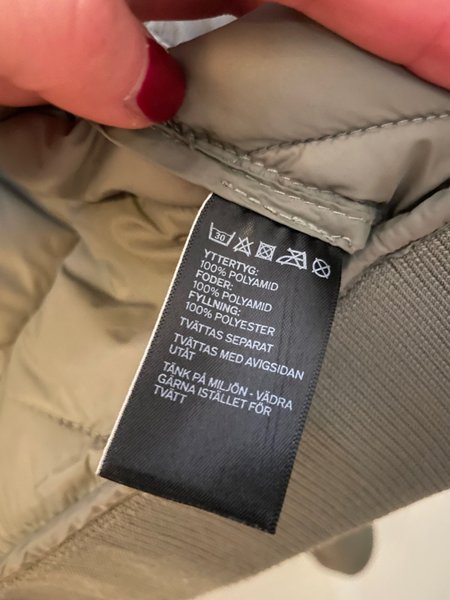 30
YTTERTYG:
100% POLYAMID
FODER:
100% POLYAMID
FYLLNING:
100% POLYESTER
TVÄTTAS SEPARAT
TVÄTTAS MED AVIGSIDAN
UTÅT
TÄNK PÅ MILJÖN - VÄDRA
GÄRNA ISTÄLLET FÖR
TVÄTT